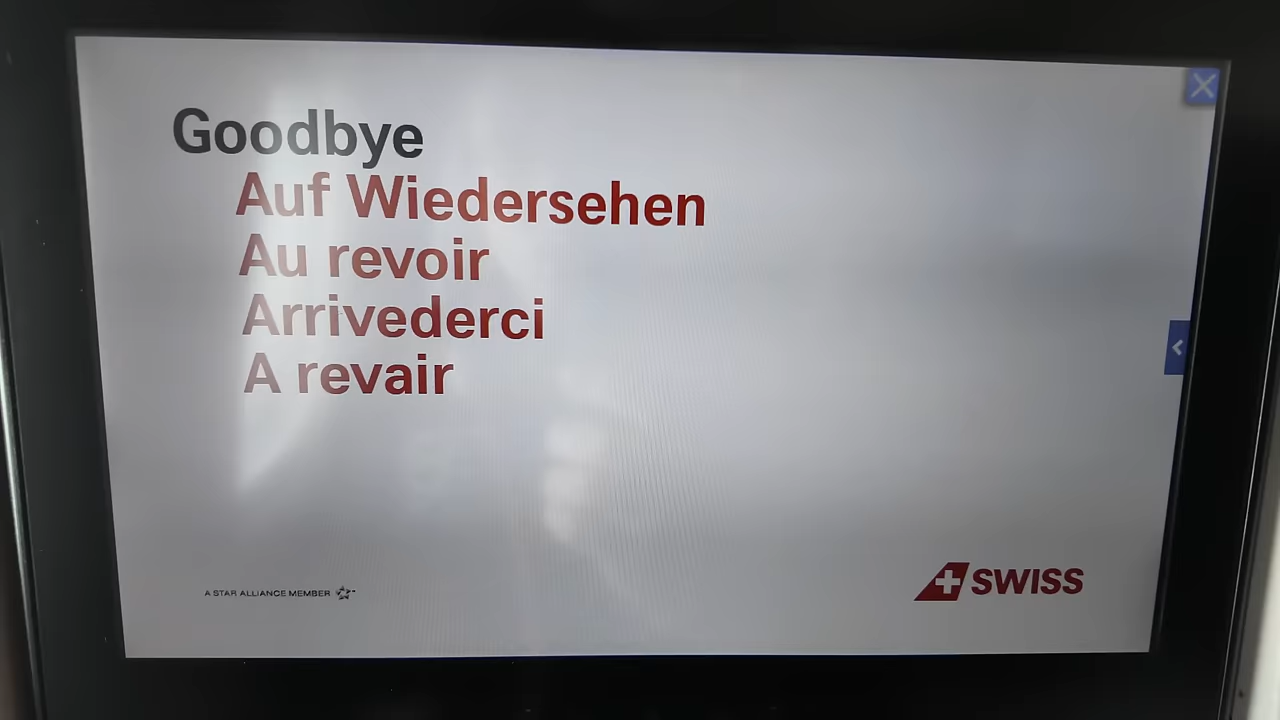 Goodbye
Auf Wiedersehen
Au revoir
Arrivederci
A revair
A STAR ALLIANCE MEMBER
SWISS